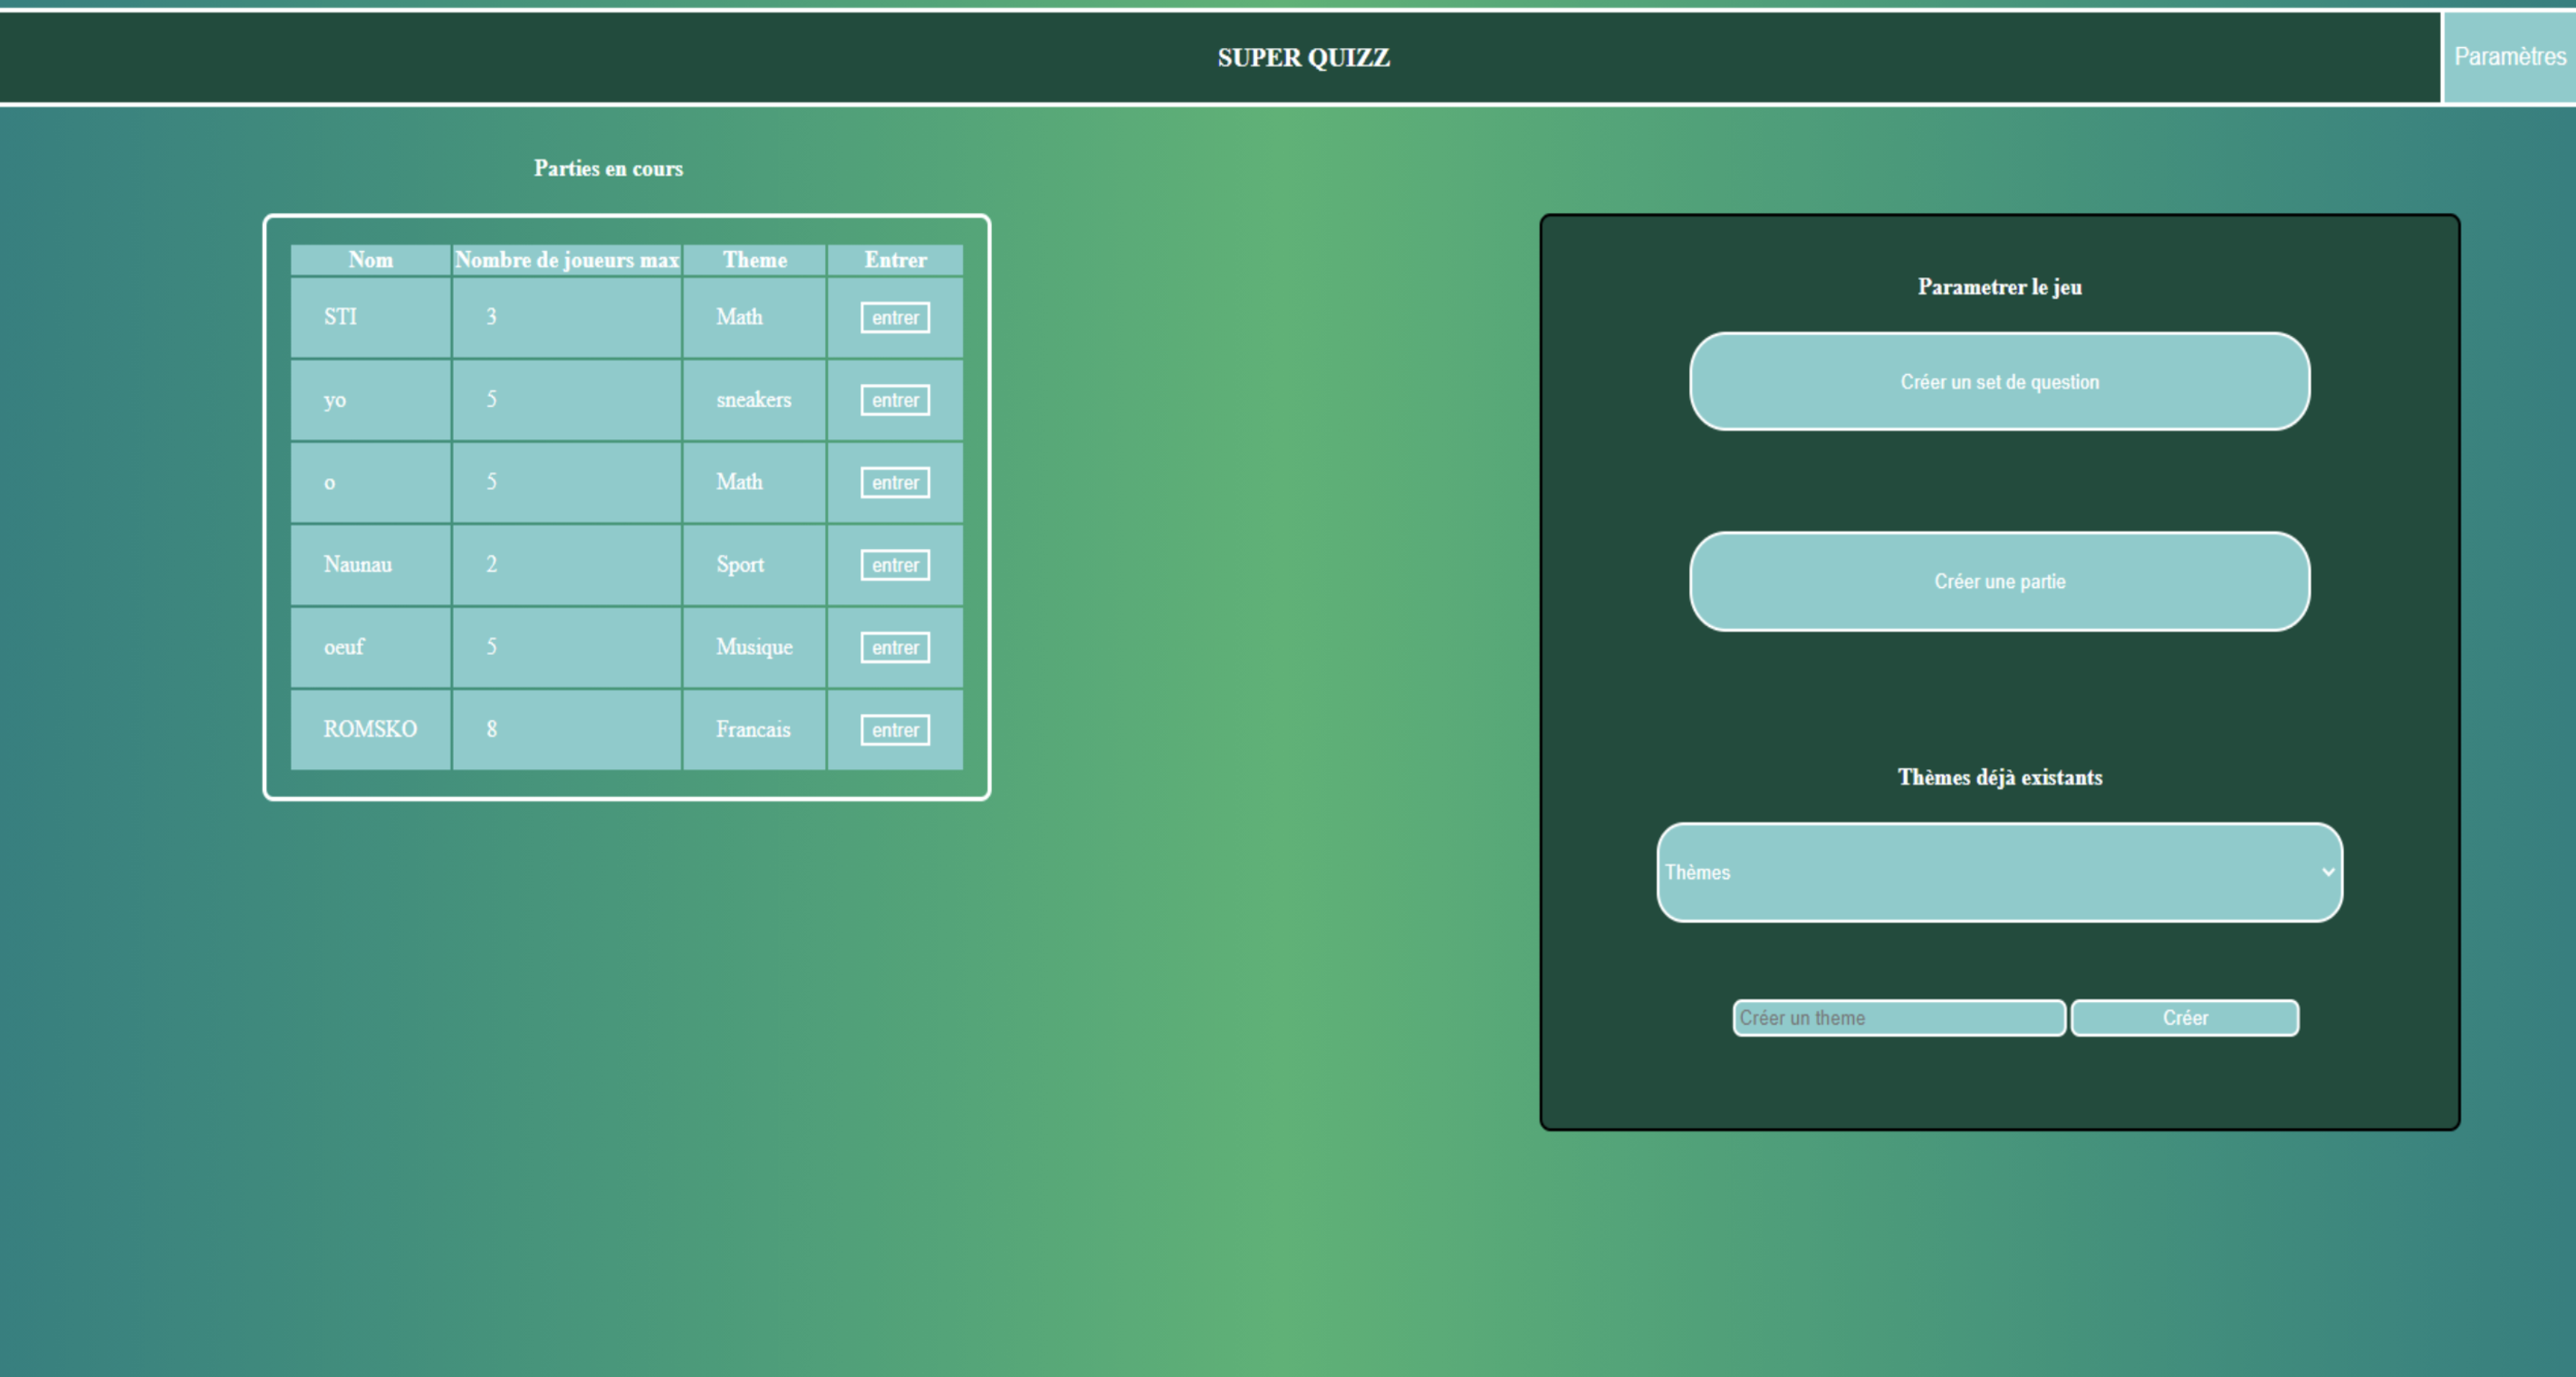 SUPER QUIZZ
Paramètres
Parties en cours
Nom Nombre de joueurs max Theme Entrer
STI 3 Math entrer
yo 5 sneakers entrer
o 5 Math entrer
Naunau 2 Sport entrer
oeuf 5 Musique entrer
ROMSKO 8 Francais entrer
Parametrer le jeu
Créer un set de question
Créer une partie
Thèmes déjà existants
Thèmes
Créer un theme Créer